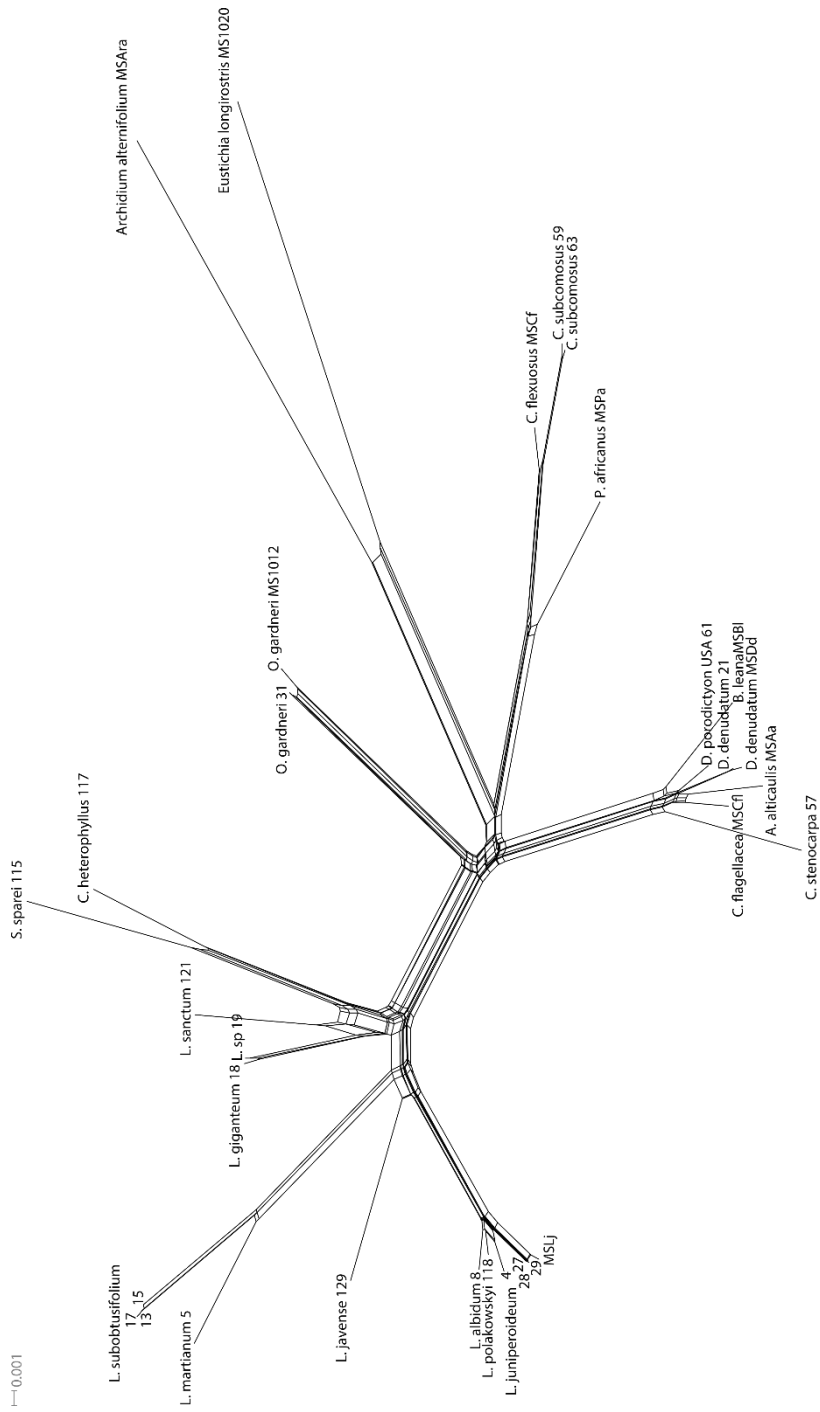 Archidium alternifolium MSAra
Eustichia longirostris MS1020
C. subcomosus 59
C. subcomosus 63
C. flexuosus MSCf
P. africanus MSPa
O. gardneri MS1012
O. gardneri 31
D. porodictyon USA 61
D. denudatum 21
B. leanaMSBl
D. denudatum MSDd
A. alticaulis MSAa
C. flagellacea MSCfl
C. stenocarpa 57
C. heterophyllus 117
S. sparei 115
L. sanctum 121
L. sp 19
L. giganteum 18
L. subobtusifolium
17
15
13
L. martianum 5
L. javense 129
L. albidum 8
L. polakowskyi 118
L. juniperoideum 4
27
28
29
MSLj
0.001